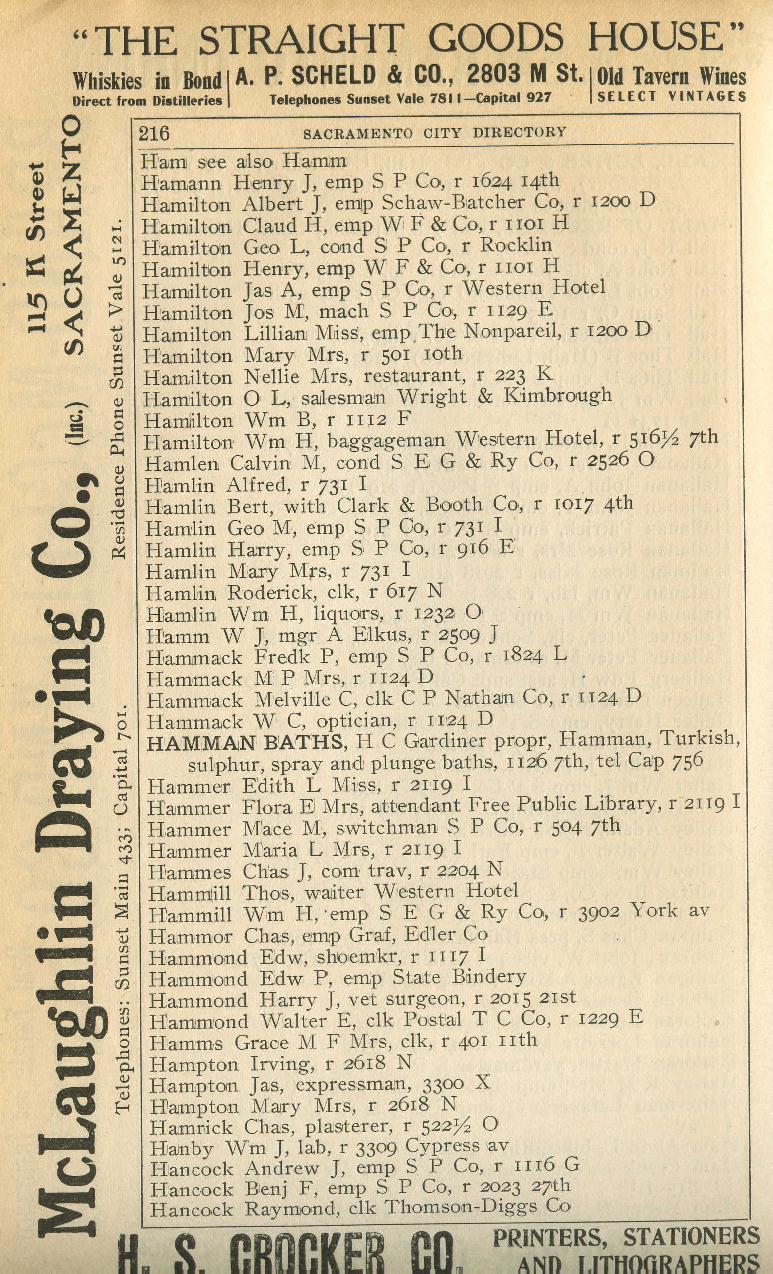 "THE STRAIGHT GOODS HOUSE"
Whiskies in Bond
Direct from Distilleries
A. P. SCHELD & CO., 2803 M St.
Telephones Sunset Vale 7811—Capital 927
Old Tavern Wines
SELECT VINTAGES
McLaughlin Draying Co., (Inc.)
115 K Street
SACRAMENTO
Telephones: Sunset Main 433; Capital 701. Residence Phone Sunset Vale 5121.
216 SACRAMENTO CITY DIRECTORY
Ham see also Hamm
Hamann Henry J, emp S P Co, r 1624 14th
Hamilton Albert J, emp Schaw-Batcher Co, r 1200 D
Hamilton Claud H, emp W F & Co, r 1101 H
Hamilton Geo L, cond S P Co, r Rocklin
Hamilton Henry, emp W F & Co, r 1101 H
Hamilton Jas A, emp S P Co, r Western Hotel
Hamilton Jos M, mach S P Co, r 1129 E
Hamilton Lillian Miss, emp The Nonpareil, r 1200 D
Hamilton Mary Mrs, r 501 10th
Hamilton Nellie Mrs, restaurant, r 223 K
Hamilton O L, salesman Wright & Kimbrough
Hamilton Wm B, r 1112 F
Hamilton Wm H, baggageman Western Hotel, r 516½ 7th
Hamlen Calvin M, cond S E G & Ry Co, r 2526 O
Hamlin Alfred, r 731 I
Hamlin Bert, with Clark & Booth Co, r 1017 4th
Hamlin Geo M, emp S P Co, r 731 I
Hamlin Harry, emp S P Co, r 916 E
Hamlin Mary Mrs, r 731 I
Hamlin Roderick, clk, r 617 N
Hamlin Wm H, liquors, r 1232 O
Hamm W J, mgr A Elkus, r 2509 J
Hammack Fredk P, emp S P Co, r 1824 L
Hammack M P Mrs, r 1124 D
Hammack Melville C, clk C P Nathan Co, r 1124 D
Hammack W C, optician, r 1124 D
HAMMAN BATHS, H C Gardiner propr, Hamman, Turkish,
sulphur, spray and plunge baths, 1126 7th, tel Cap 756
Hammer Edith L Miss, r 2119 I
Hammer Flora E Mrs, attendant Free Public Library, r 2119 I
Hammer Mace M, switchman S P Co, r 504 7th
Hammer Maria L Mrs, r 2119 I
Hammes Chas J, com trav, r 2204 N
Hammill Thos, waiter Western Hotel
Hammill Wm H, emp S E G & Ry Co, r 3902 York av
Hammor Chas, emp Graf, Edler Co
Hammond Edw, shoemkr, r 1117 I
Hammond Edw P, emp State Bindery
Hammond Harry J, vet surgeon, r 2015 21st
Hammond Walter E, clk Postal T C Co, r 1229 E
Hamms Grace M F Mrs, clk, r 401 11th
Hampton Irving, r 2618 N
Hampton Jas, expressman, 3300 X
Hampton Mary Mrs, r 2618 N
Hamrick Chas, plasterer, r 522½ O
Hanby Wm J, lab, r 3309 Cypress av
Hancock Andrew J, emp S P Co, r 1116 G
Hancock Benj F, emp S P Co, r 2023 27th
Hancock Raymond, clk Thomson-Diggs Co
H. S. CROCKER CO.
PRINTERS, STATIONERS
AND LITHOGRAPHERS